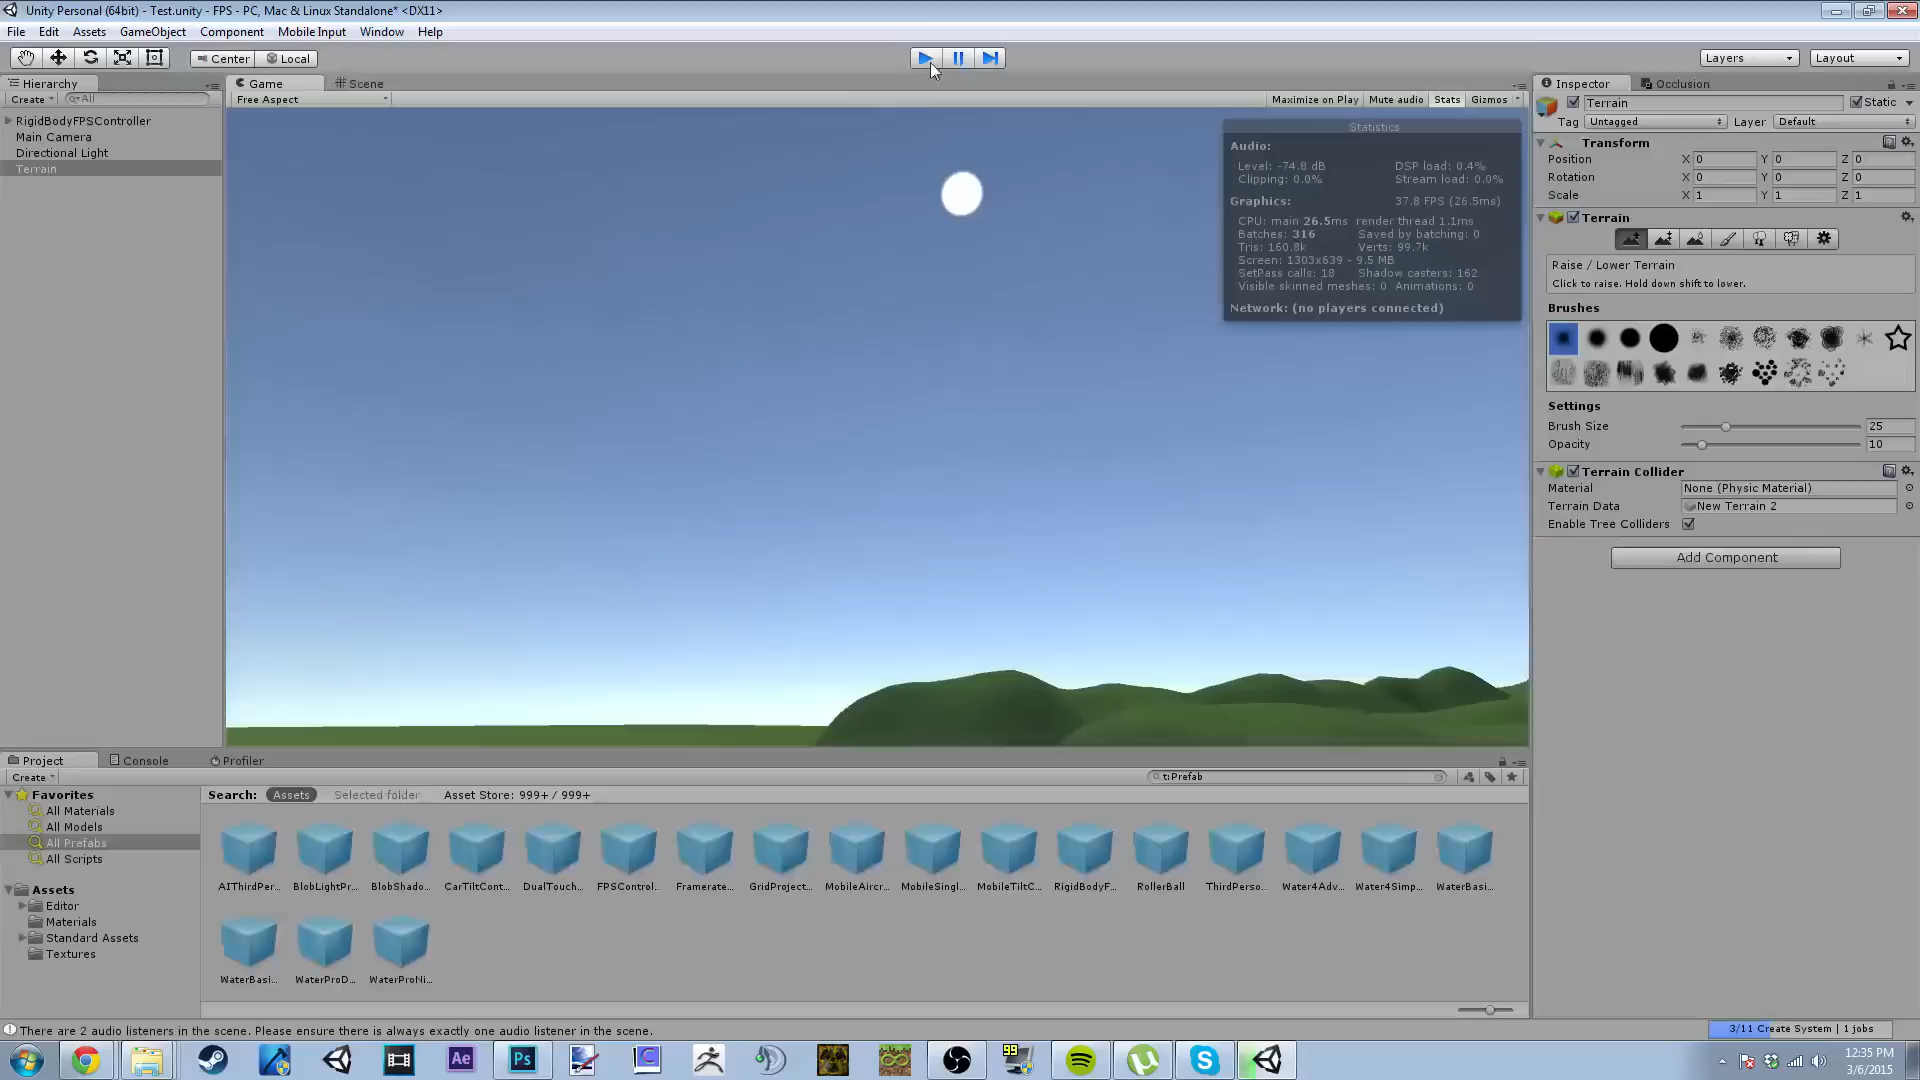 Unity Personal (64bit) - Test.unity - FPS - PC, Mac & Linux Standalone* <DX11>
File Edit Assets GameObject Component Mobile Input Window Help
Center Local
Layers Layout
Hierarchy
Create All
RigidBodyFPSController
Main Camera
Directional Light
Terrain
Game Scene
Free Aspect
Maximize on Play Mute audio Stats Gizmos
Statistics
Audio:
Level: -74.8 dB DSP load: 0.4%
Clipping: 0.0% Stream load: 0.0%
Graphics: 37.8 FPS (26.5ms)
CPU: main 26.5ms render thread 1.1ms
Batches: 316 Saved by batching: 0
Tris: 160.8k Verts: 99.7k
Screen: 1303x639 - 9.5 MB
SetPass calls: 18 Shadow casters: 162
Visible skinned meshes: 0 Animations: 0
Network: (no players connected)
Inspector Occlusion
Terrain Static
Tag Untagged Layer Default
Transform
Position X 0 Y 0 Z 0
Rotation X 0 Y 0 Z 0
Scale X 1 Y 1 Z 1
Terrain
Raise / Lower Terrain
Click to raise. Hold down shift to lower.
Brushes
Settings
Brush Size 25
Opacity 10
Terrain Collider
Material None (Physic Material)
Terrain Data New Terrain 2
Enable Tree Colliders
Add Component
Project Console Profiler
Create t:Prefab
Favorites
All Materials
All Models
All Prefabs
All Scripts
Assets
Editor
Materials
Standard Assets
Textures
Search: Assets Selected folder Asset Store: 999+ / 999+
AIThirdPer... BlobLightPr... BlobShado... CarTiltCont... DualTouch... FPSControl... Framerate... GridProject... MobileAircr... MobileSingl... MobileTiltC... RigidBodyF... RollerBall ThirdPerso... Water4Adv... Water4Simp... WaterBasi...
WaterBasi... WaterProD... WaterProNi...
There are 2 audio listeners in the scene. Please ensure there is always exactly one audio listener in the scene.
3/11 Create System | 1 jobs
Ae Ps 99
12:35 PM
3/6/2015